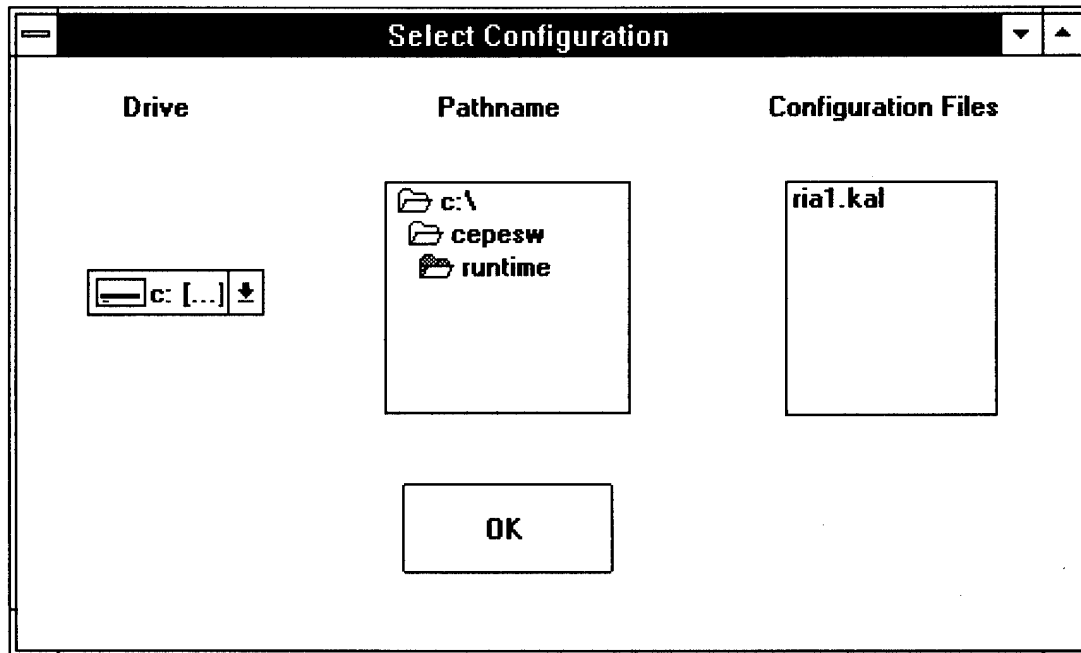 Select Configuration
Drive
Pathname
Configuration Files
c:\
cepesw
runtime
c: [...]
ria1.kal
OK